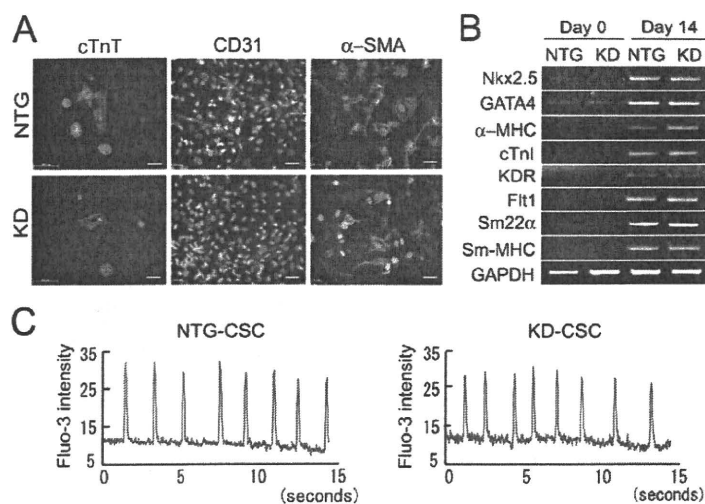 A
cTnT CD31 α–SMA
NTG
KD
B
Day 0 Day 14
NTG KD NTG KD
Nkx2.5
GATA4
α–MHC
cTnI
KDR
Flt1
Sm22α
Sm-MHC
GAPDH
C
NTG-CSC
Fluo-3 intensity
35
25
15
5
0 5 10 15
(seconds)
KD-CSC
Fluo-3 intensity
35
25
15
5
0 5 10 15
(seconds)